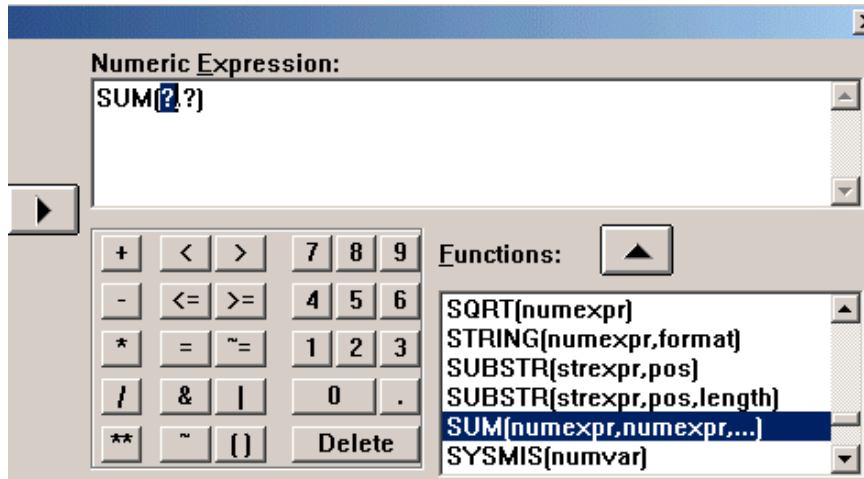 Numeric Expression:
SUM(?,?)
+ < > 7 8 9
- <= >= 4 5 6
* = ~= 1 2 3
/ & | 0 .
** ~ () Delete
Functions:
SQRT(numexpr)
STRING(numexpr,format)
SUBSTR(strexpr,pos)
SUBSTR(strexpr,pos,length)
SUM(numexpr,numexpr,...)
SYSMIS(numvar)